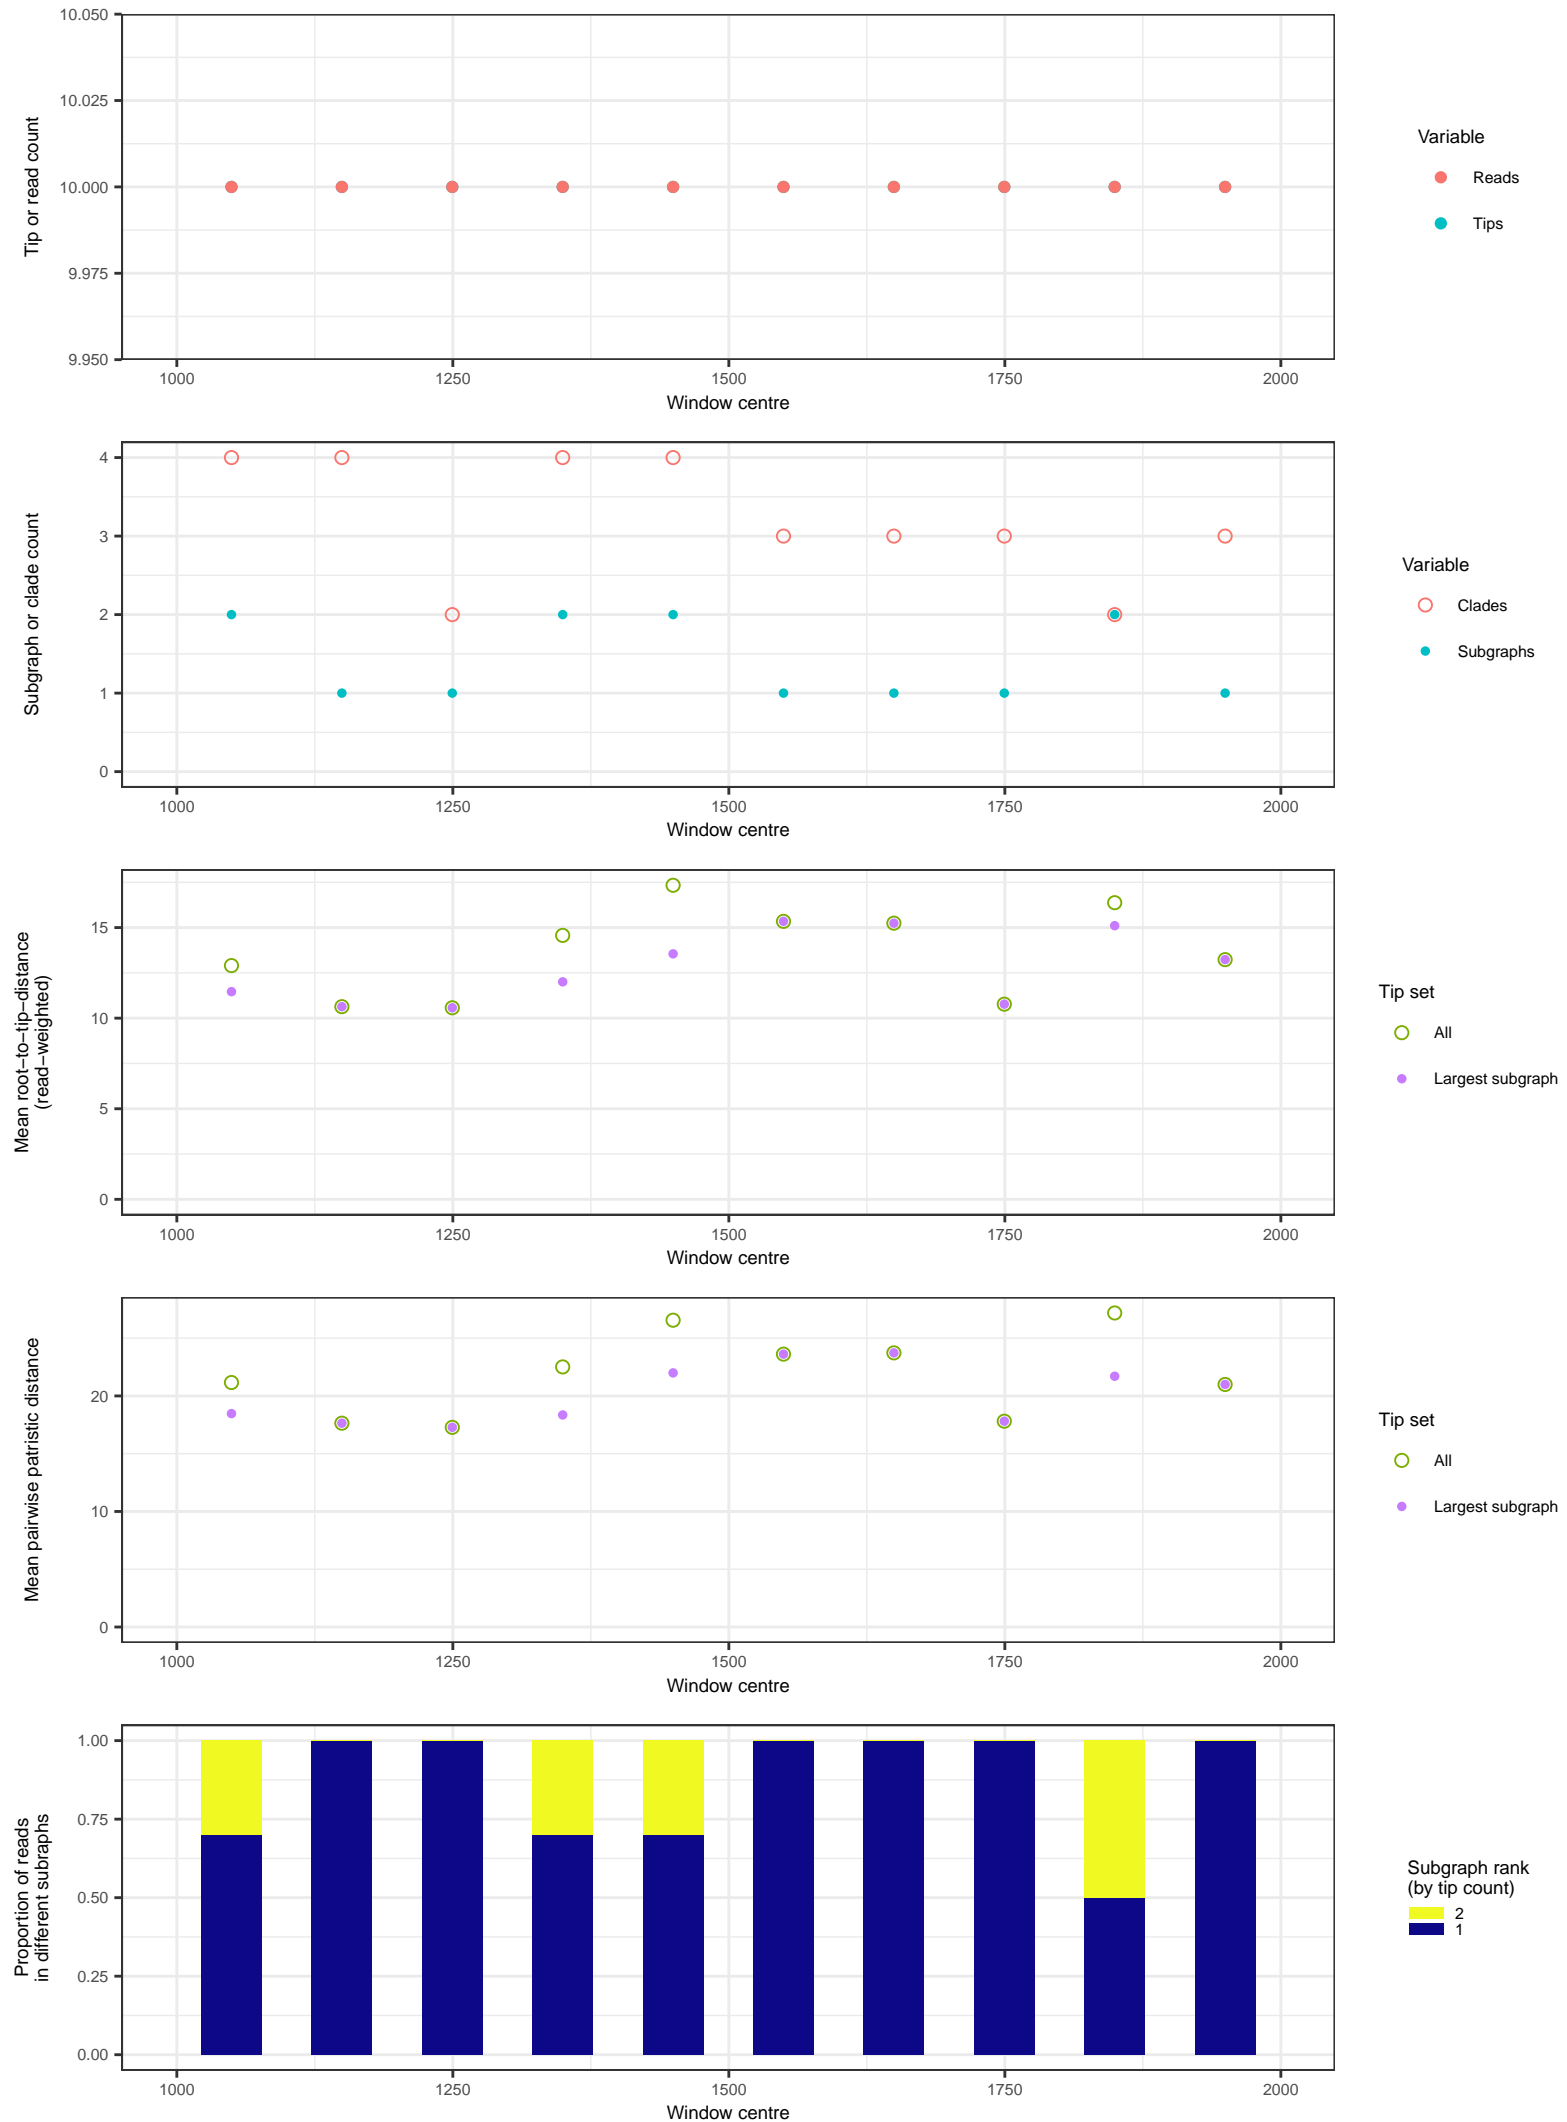 10.050
10.025
10.000
9.975
9.950
Tip or read count
1000 1250 1500 1750 2000
Window centre
Variable
Reads
Tips
4
3
2
1
0
Subgraph or clade count
1000 1250 1500 1750 2000
Window centre
Variable
Clades
Subgraphs
15
10
5
0
Mean root−to−tip−distance
(read−weighted)
1000 1250 1500 1750 2000
Window centre
Tip set
All
Largest subgraph
20
10
0
Mean pairwise patristic distance
1000 1250 1500 1750 2000
Window centre
Tip set
All
Largest subgraph
1.00
0.75
0.50
0.25
0.00
Proportion of reads
in different subraphs
1000 1250 1500 1750 2000
Window centre
Subgraph rank
(by tip count)
2
1